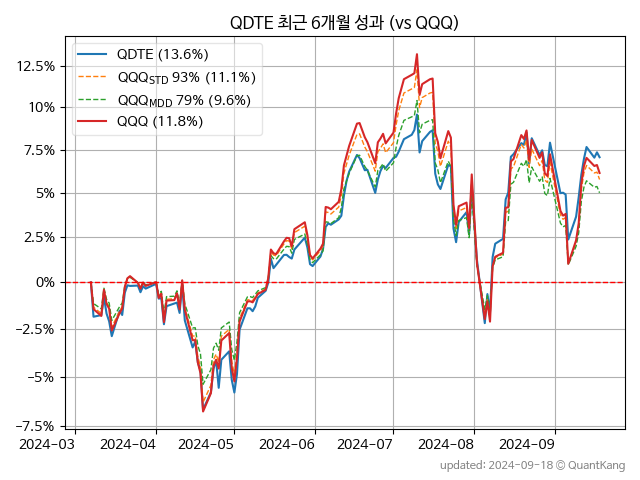 QDTE 최근 6개월 성과 (vs QQQ)
QDTE (13.6%)
QQQSTD 93% (11.1%)
QQQMDD 79% (9.6%)
QQQ (11.8%)
12.5%
10%
7.5%
5%
2.5%
0%
−2.5%
−5%
−7.5%
2024-03 2024-04 2024-05 2024-06 2024-07 2024-08 2024-09
updated: 2024-09-18 © QuantKang